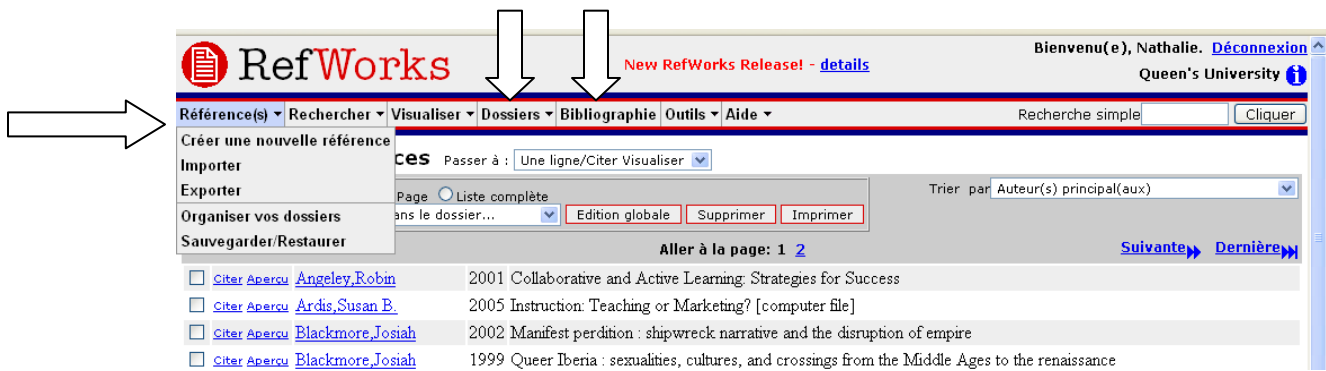 RefWorks
New RefWorks Release! - details
Bienvenu(e), Nathalie. Déconnexion
Queen's University
Référence(s) Rechercher Visualiser Dossiers Bibliographie Outils Aide Recherche simple Cliquer
Créer une nouvelle référence
Importer
Exporter
Organiser vos dossiers
Sauvegarder/Restaurer
ces Passer à : Une ligne/Citer Visualiser
Page Liste complète
Trier par Auteur(s) principal(aux)
ans le dossier... Edition globale Supprimer Imprimer
Aller à la page: 1 2 Suivante Dernière
Citer Aperçu Angeley,Robin 2001 Collaborative and Active Learning: Strategies for Success
Citer Aperçu Ardis,Susan B. 2005 Instruction: Teaching or Marketing? [computer file]
Citer Aperçu Blackmore,Josiah 2002 Manifest perdition : shipwreck narrative and the disruption of empire
Citer Aperçu Blackmore,Josiah 1999 Queer Iberia : sexualities, cultures, and crossings from the Middle Ages to the renaissance